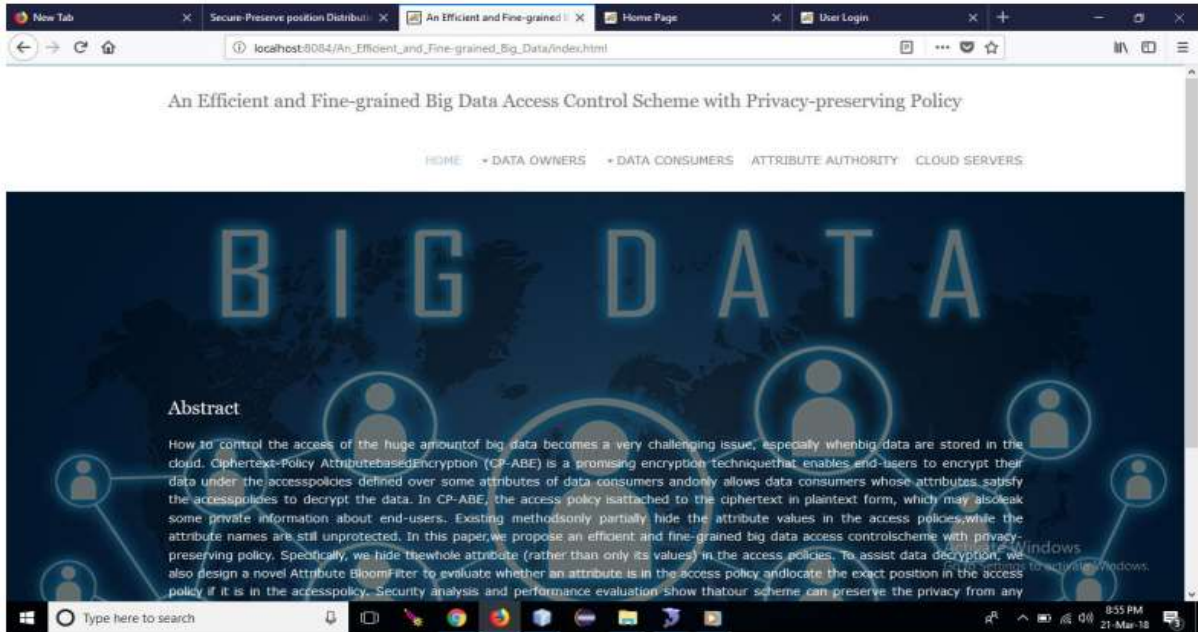 New Tab
Secure-Preserve position Distributi
An Efficient and Fine-grained
Home Page
User Login
localhost:8084/An_Efficient_and_Fine-grained_Big_Data/index.html
An Efficient and Fine-grained Big Data Access Control Scheme with Privacy-preserving Policy
HOME DATA OWNERS DATA CONSUMERS ATTRIBUTE AUTHORITY CLOUD SERVERS
BIG DATA
Abstract
How to control the access of the huge amountof big data becomes a very challenging issue, especially whenbig data are stored in the
cloud. Ciphertext-Policy AttributebasedEncryption (CP-ABE) is a promising encryption techniquethat enables end-users to encrypt their
data under the accesspolicies defined over some attributes of data consumers andonly allows data consumers whose attributes satisfy
the accesspolicies to decrypt the data. In CP-ABE, the access policy isattached to the ciphertext in plaintext form, which may alsoleak
some private information about end-users. Existing methodsonly partially hide the attribute values in the access policies,while the
attribute names are still unprotected. In this paper,we propose an efficient and fine-grained big data access controlscheme with privacy-
preserving policy. Specifically, we hide thewhole attribute (rather than only its values) in the access policies. To assist data decryption, we
also design a novel Attribute BloomFilter to evaluate whether an attribute is in the access policy andlocate the exact position in the access
policy if it is in the accesspolicy. Security analysis and performance evaluation show thatour scheme can preserve the privacy from any
Windows
Settings to activate Windows.
Type here to search
8:55 PM
21-Mar-18